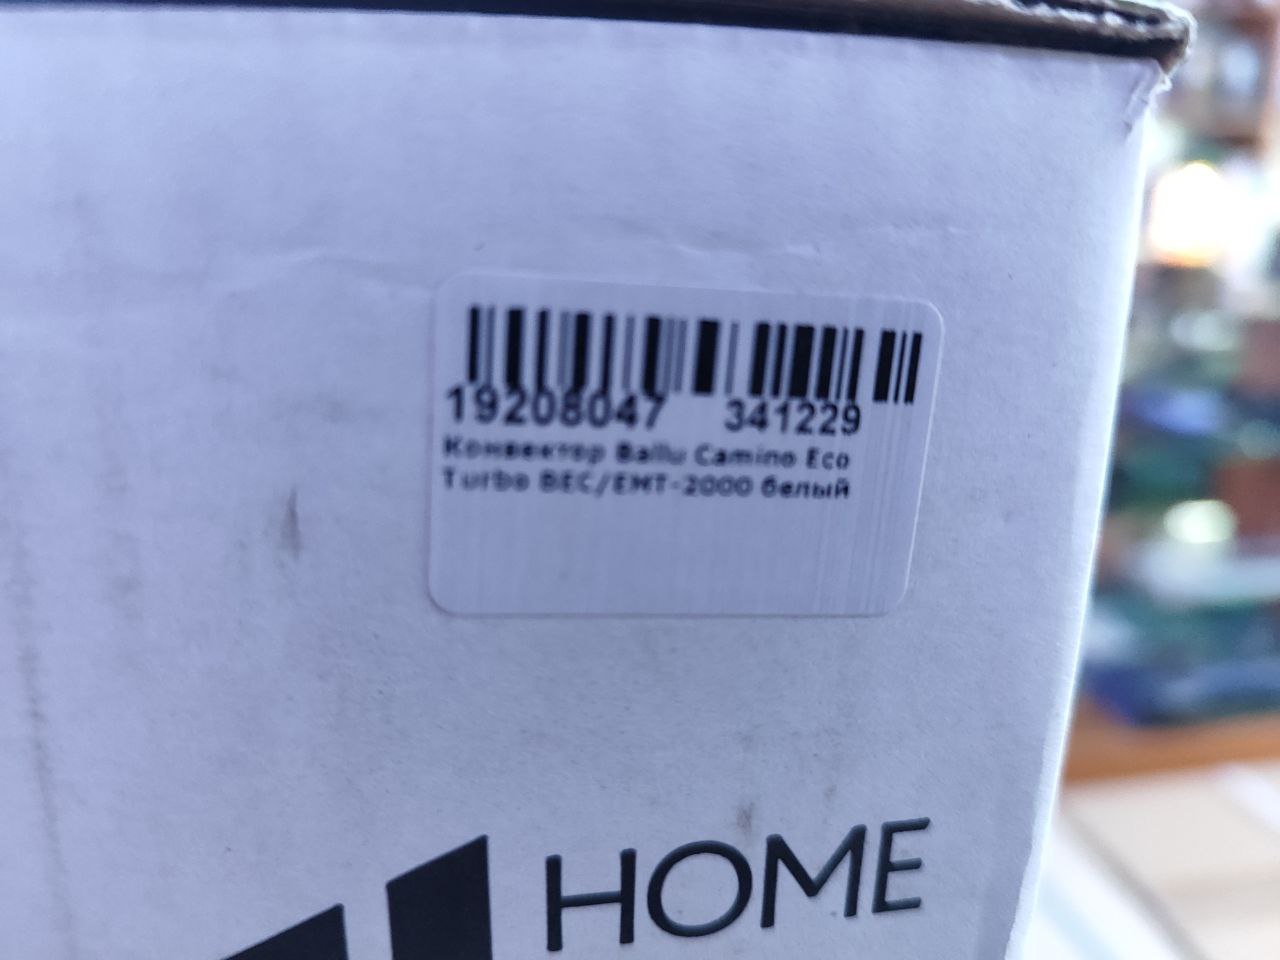 19208047 341229
Конвектор Ballu Camino Eco
Turbo BEC/EMT-2000 белый
HOME